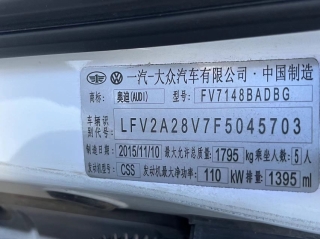 一汽一大众汽车有限公司·中国制造
商标: 奥迪(AUDI) 型号: FV7148BADBG
车辆识别代号: LFV2A28V7F5045703
制造日期: 2015/11/10 最大允许总质量: 1795 kg 乘坐人数: 5 人
发动机型号: CSS 发动机最大净功率: 110 kW 排量: 1395 ml